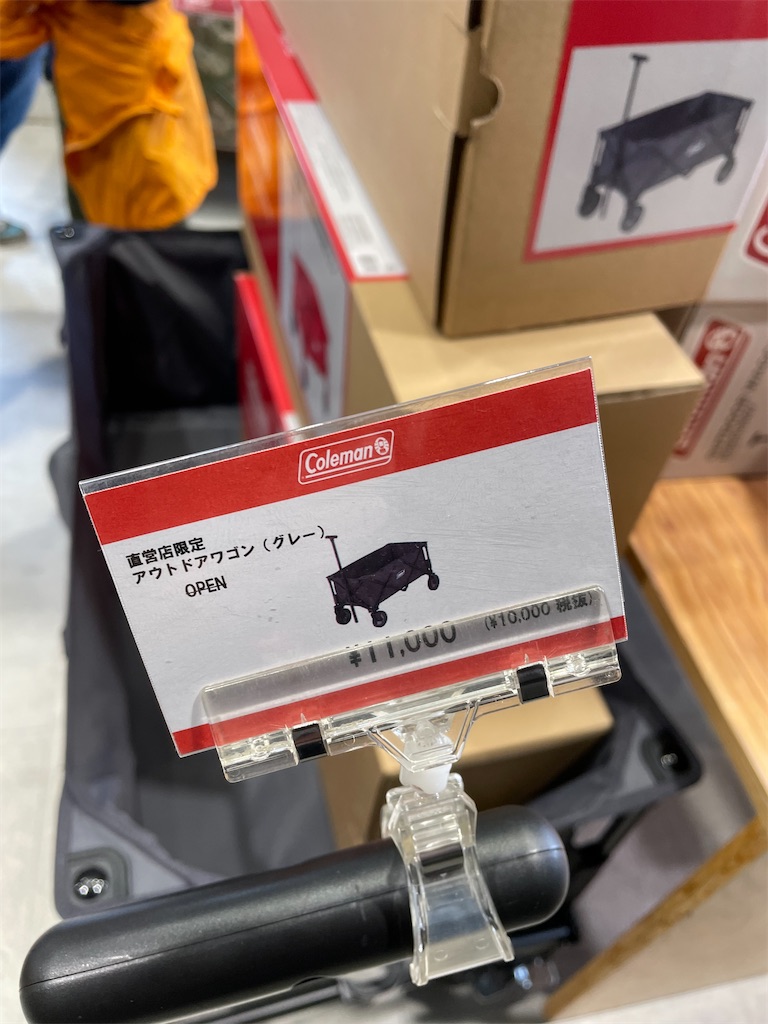 Coleman
直営店限定
アウトドアワゴン（グレー）
OPEN
¥11,000 （¥10,000 税抜）